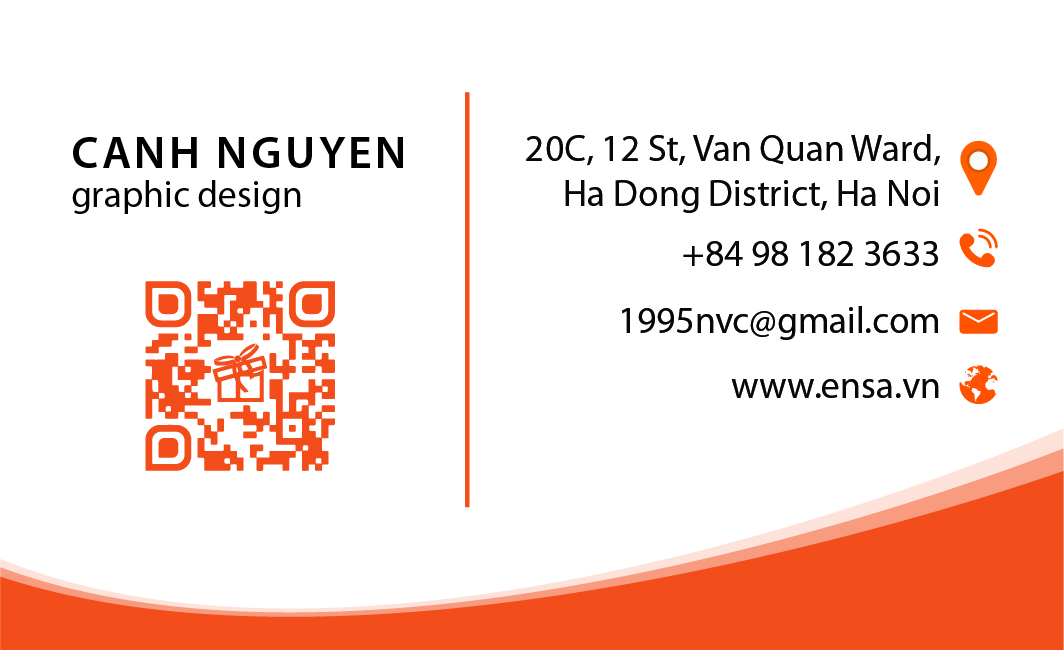 CANH NGUYEN
graphic design
20C, 12 St, Van Quan Ward,
Ha Dong District, Ha Noi
+84 98 182 3633
1995nvc@gmail.com
www.ensa.vn